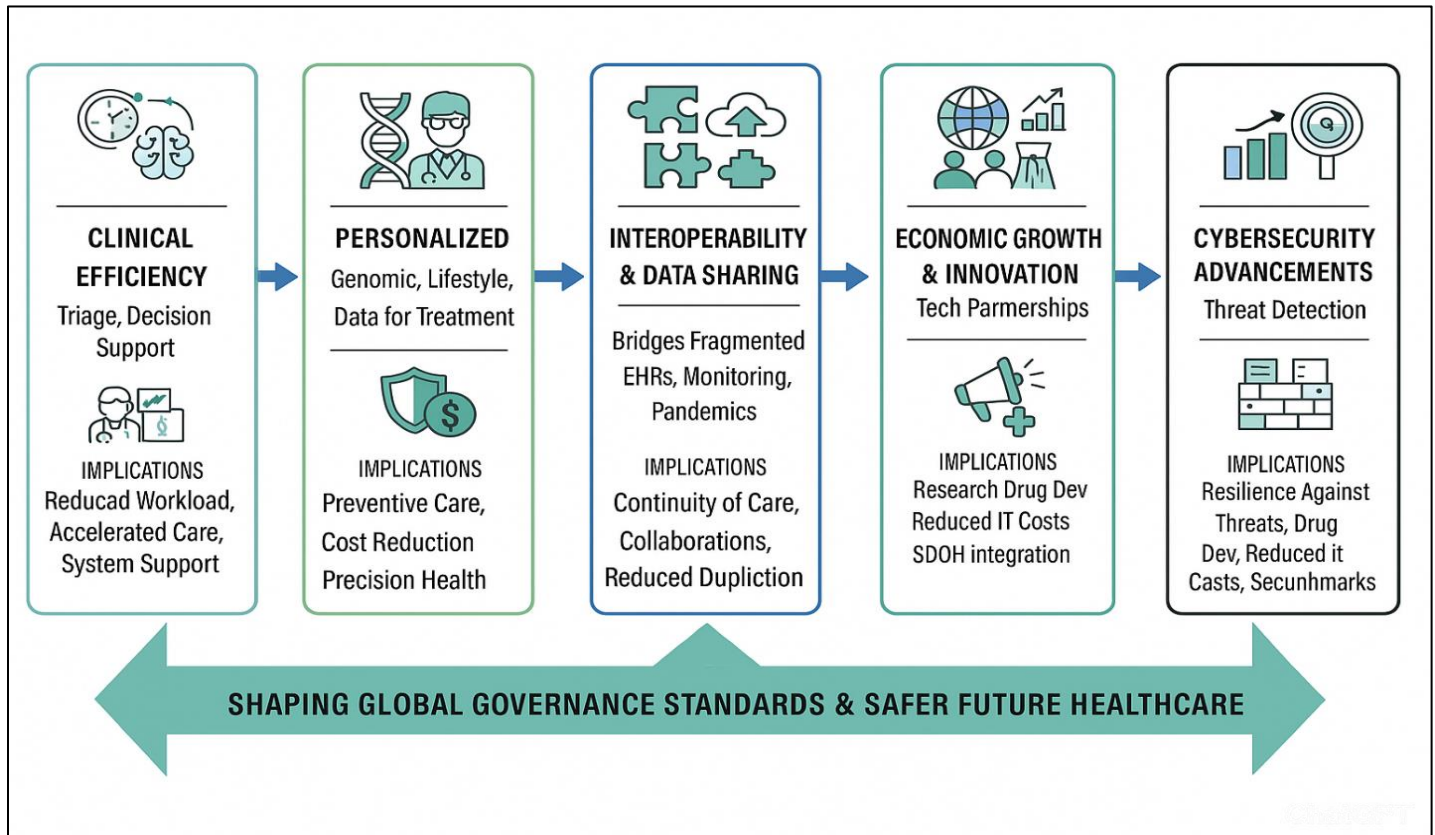 CLINICAL
EFFICIENCY
Triage, Decision
Support
IMPLICATIONS
Reducad Workload,
Accelerated Care,
System Support
PERSONALIZED
Genomic, Lifestyle,
Data for Treatment
$
IMPLICATIONS
Preventive Care,
Cost Reduction
Precision Health
INTEROPERABILITY
& DATA SHARING
Bridges Fragmented
EHRs, Monitoring,
Pandemics
IMPLICATIONS
Continuity of Care,
Collaborations,
Reduced Dupliction
ECONOMIC GROWTH
& INNOVATION
Tech Parmerships
IMPLICATIONS
Research Drug Dev
Reduced IT Costs
SDOH integration
CYBERSECURITY
ADVANCEMENTS
Threat Detection
IMPLICATIONS
Resilience Against
Threats, Drug
Dev, Reduced it
Casts, Secunhmarks
SHAPING GLOBAL GOVERNANCE STANDARDS & SAFER FUTURE HEALTHCARE